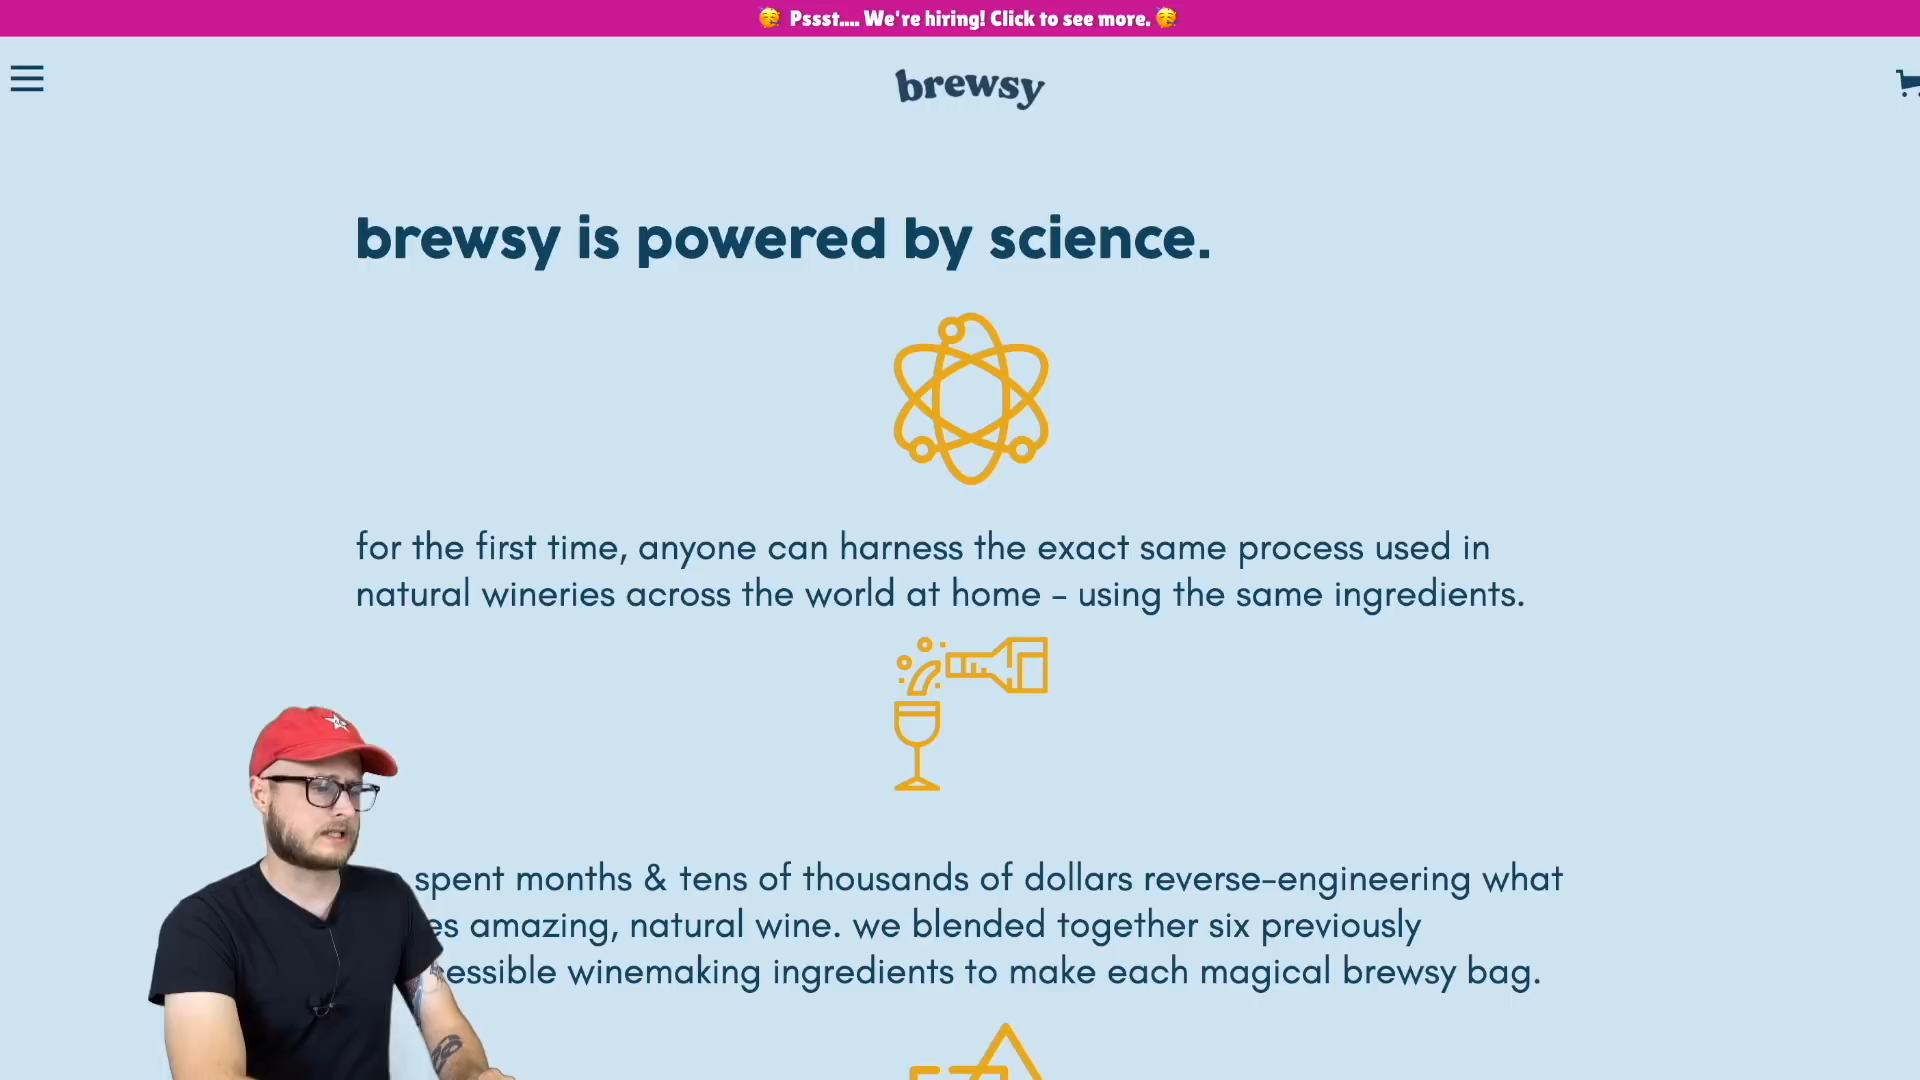 🥳 Pssst.... We're hiring! Click to see more. 🥳
brewsy
brewsy is powered by science.
for the first time, anyone can harness the exact same process used in
natural wineries across the world at home - using the same ingredients.
spent months & tens of thousands of dollars reverse-engineering what
amazing, natural wine. we blended together six previously
winemaking ingredients to make each magical brewsy bag.